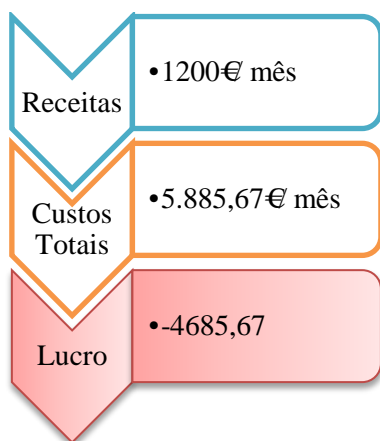 Receitas
•1200€/ mês
Custos
Totais
•5.885,67€/ mês
Lucro
•-4685,67